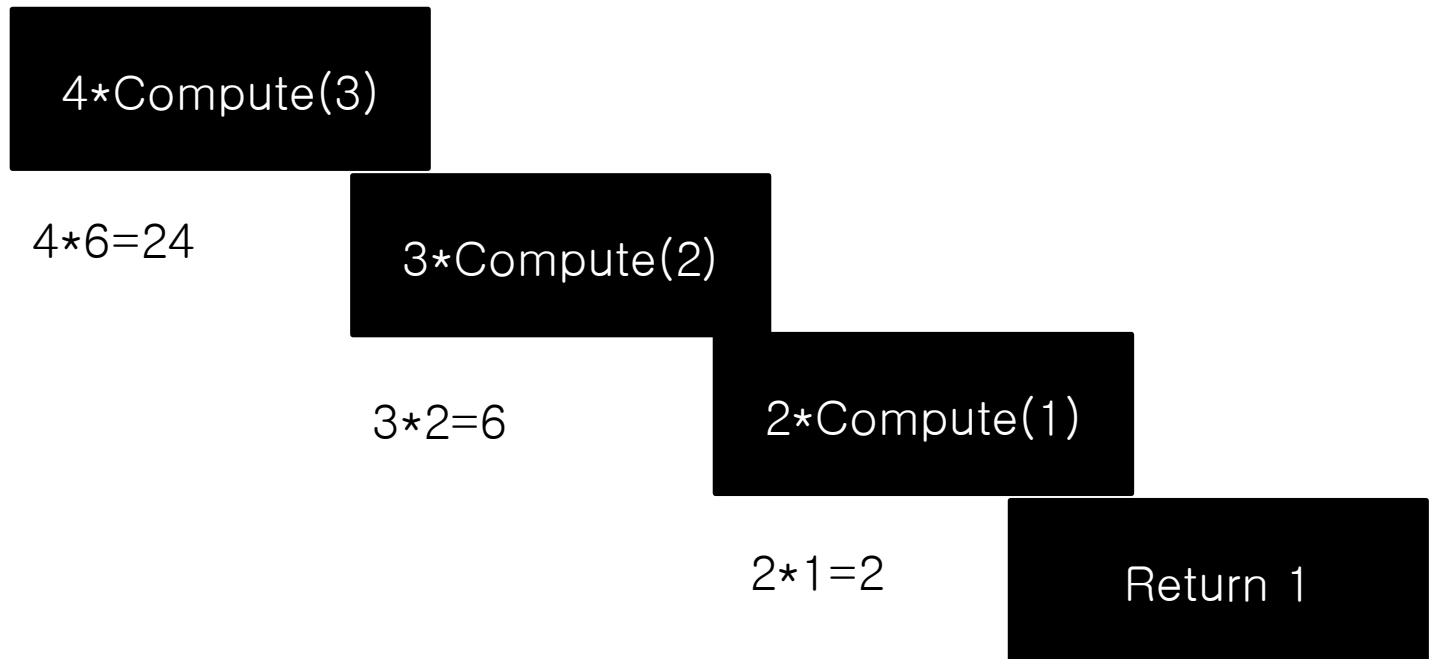 4*Compute(3)
4*6=24
3*Compute(2)
3*2=6
2*Compute(1)
2*1=2
Return 1